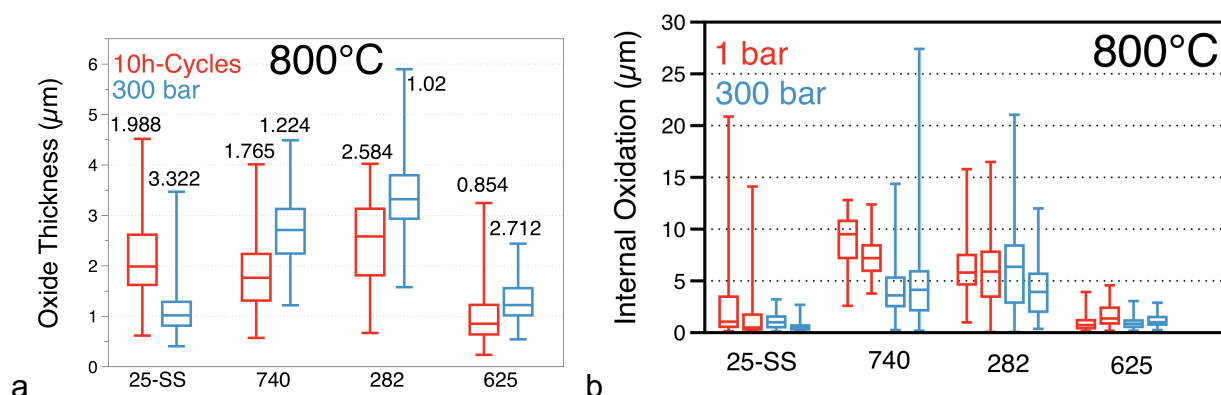 10h-Cycles
300 bar
800°C
Oxide Thickness (µm)
6
5
4
3
2
1
0
1.988
3.322
1.765
1.224
2.584
1.02
0.854
2.712
25-SS
740
282
625
a
1 bar
300 bar
800°C
Internal Oxidation (µm)
30
25
20
15
10
5
0
25-SS
740
282
625
b